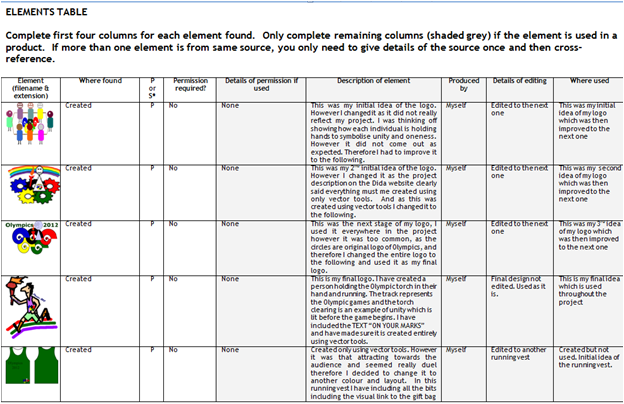 ELEMENTS TABLE
Complete first four columns for each element found. Only complete remaining columns (shaded grey) if the element is used in a
product. If more than one element is from same source, you only need to give details of the source once and then cross-
reference.
Element
(filename &
extension)
Where found
P
or
S*
Permission
required?
Details of permission if
used
Description of element
Produced
by
Details of editing
Where used
Created
P
No
None
This was my initial idea of the logo.
However I changed it as it did not really
reflect my project. I was thinking off
showing how each individual is holding
hands to symbolise unity and oneness.
However it did not come out as
expected. Therefore I had to improve it
to the following.
Myself
Edited to the next
one
This was my initial
idea of my logo
which was then
improved to the
next one
Created
P
No
None
This was my 2nd initial idea of the logo.
However I changed it as the project
description on the Dida website clearly
said everything must me created using
only vector tools. And as this was
created using vector tools I changed it to
the following.
Myself
Edited to the next
one
This was my second
idea of my logo
which was then
improved to the
next one
Olympics 2012
Created
P
No
None
This was the next stage of my logo, I
used it everywhere in the project
however it was too common, as the
circles are original logo of Olympics, and
therefore I changed the entire logo to
the following and used it as my final
logo.
Myself
Edited to the next
one
This was my 3rd idea
of my logo which
was then improved
to the next one
Created
P
No
None
This is my final logo. I have created a
person holding the Olympic torch in their
hand and running. The track represents
the Olympic games and the torch
clearing is an example of unity which is
lit before the game begins. I have
included the TEXT "ON YOUR MARKS"
and have made sure it is created entirely
using vector tools.
Myself
Final design not
edited. Used as it
is.
This is my final idea
which is used
throughout the
project
Created
P
No
None
Created only using vector tools. However
it was that attracting towards the
audience and seemed really duel
therefore I decided to change it to
another colour and layout. In this
running vest I have including all the bits
including the visual link to the gift bag
Myself
Edited to another
running vest
Created but not
used. Initial idea of
the running vest.